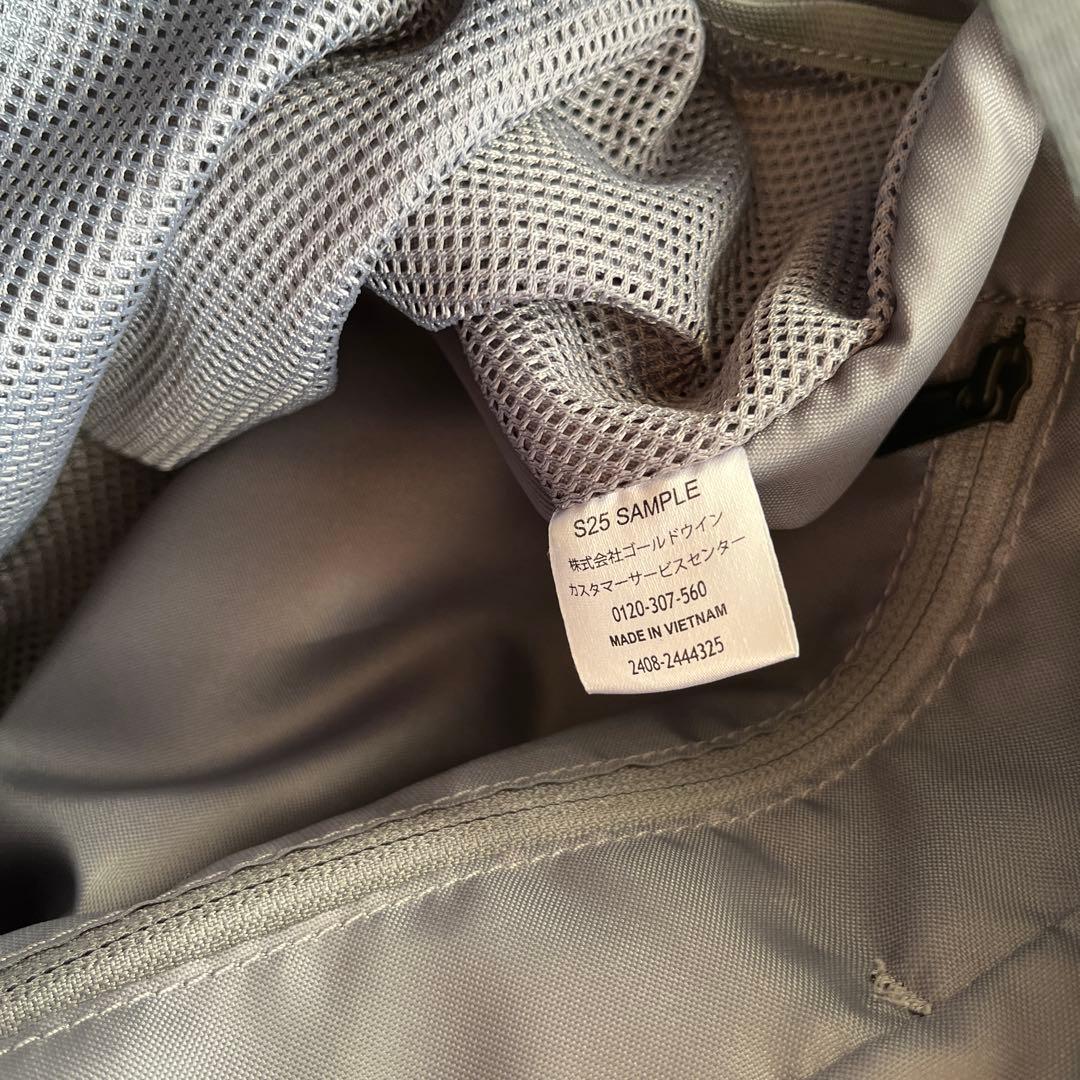 S25 SAMPLE
株式会社ゴールドウイン
カスタマーサービスセンター
0120-307-560
MADE IN VIETNAM
2408-2444325